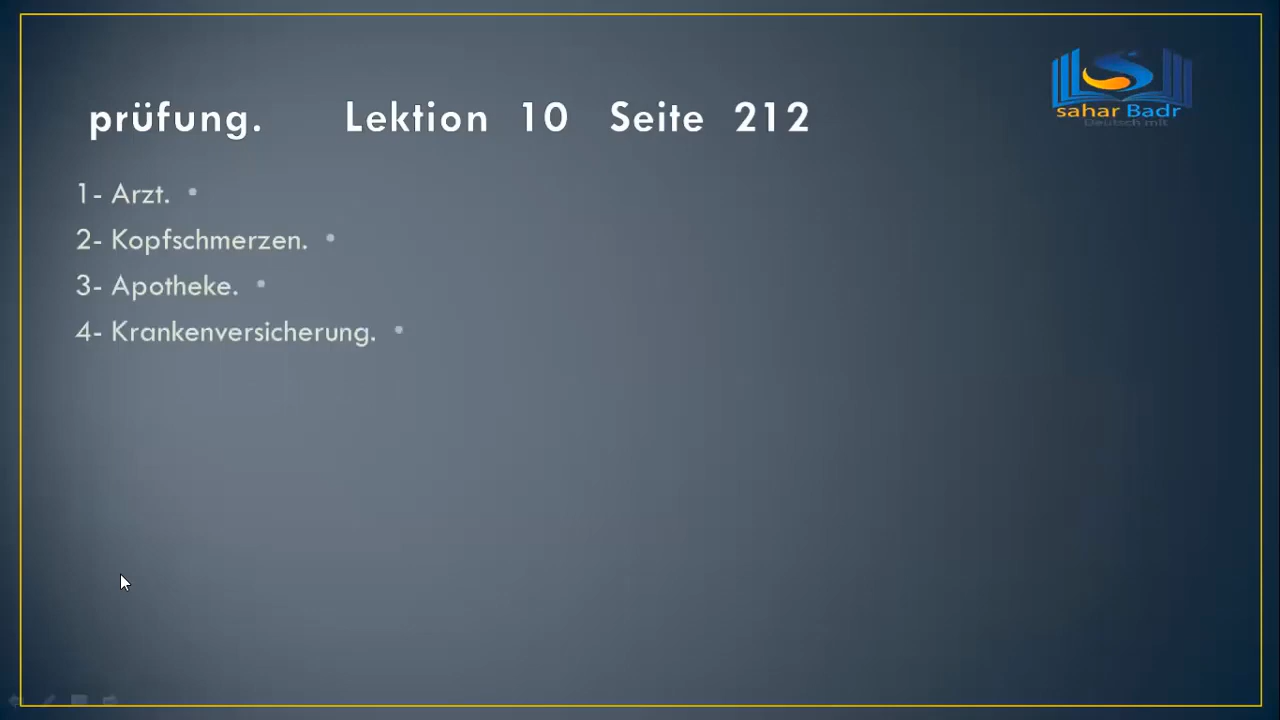 prüfung. Lektion 10 Seite 212
sahar Badr
Deutsch mit
1- Arzt. •
2- Kopfschmerzen. •
3- Apotheke. •
4- Krankenversicherung. •